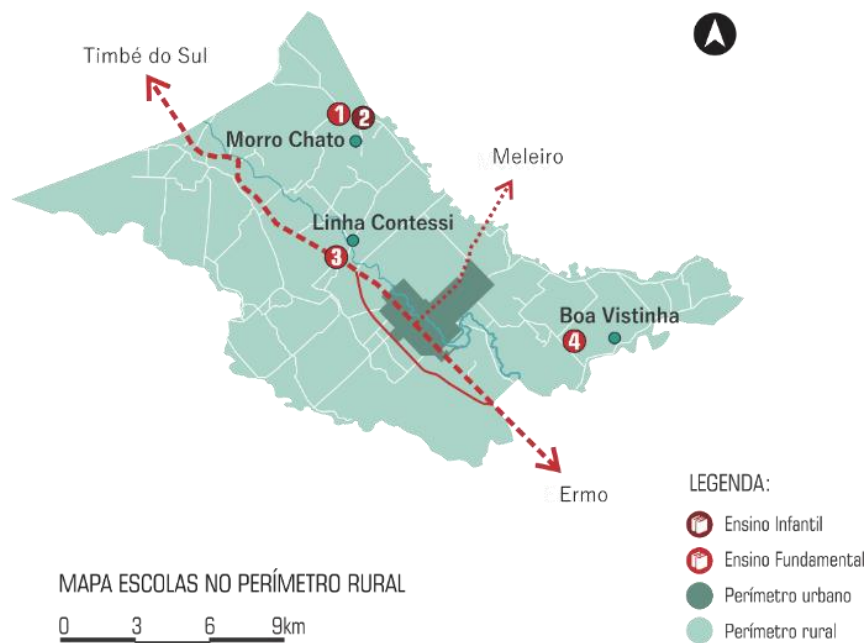 Timbé do Sul
1
2
Morro Chato
Meleiro
Linha Contessi
3
Boa Vistinha
4
Ermo
LEGENDA:
Ensino Infantil
Ensino Fundamental
Perímetro urbano
Perímetro rural
MAPA ESCOLAS NO PERÍMETRO RURAL
0 3 6 9km